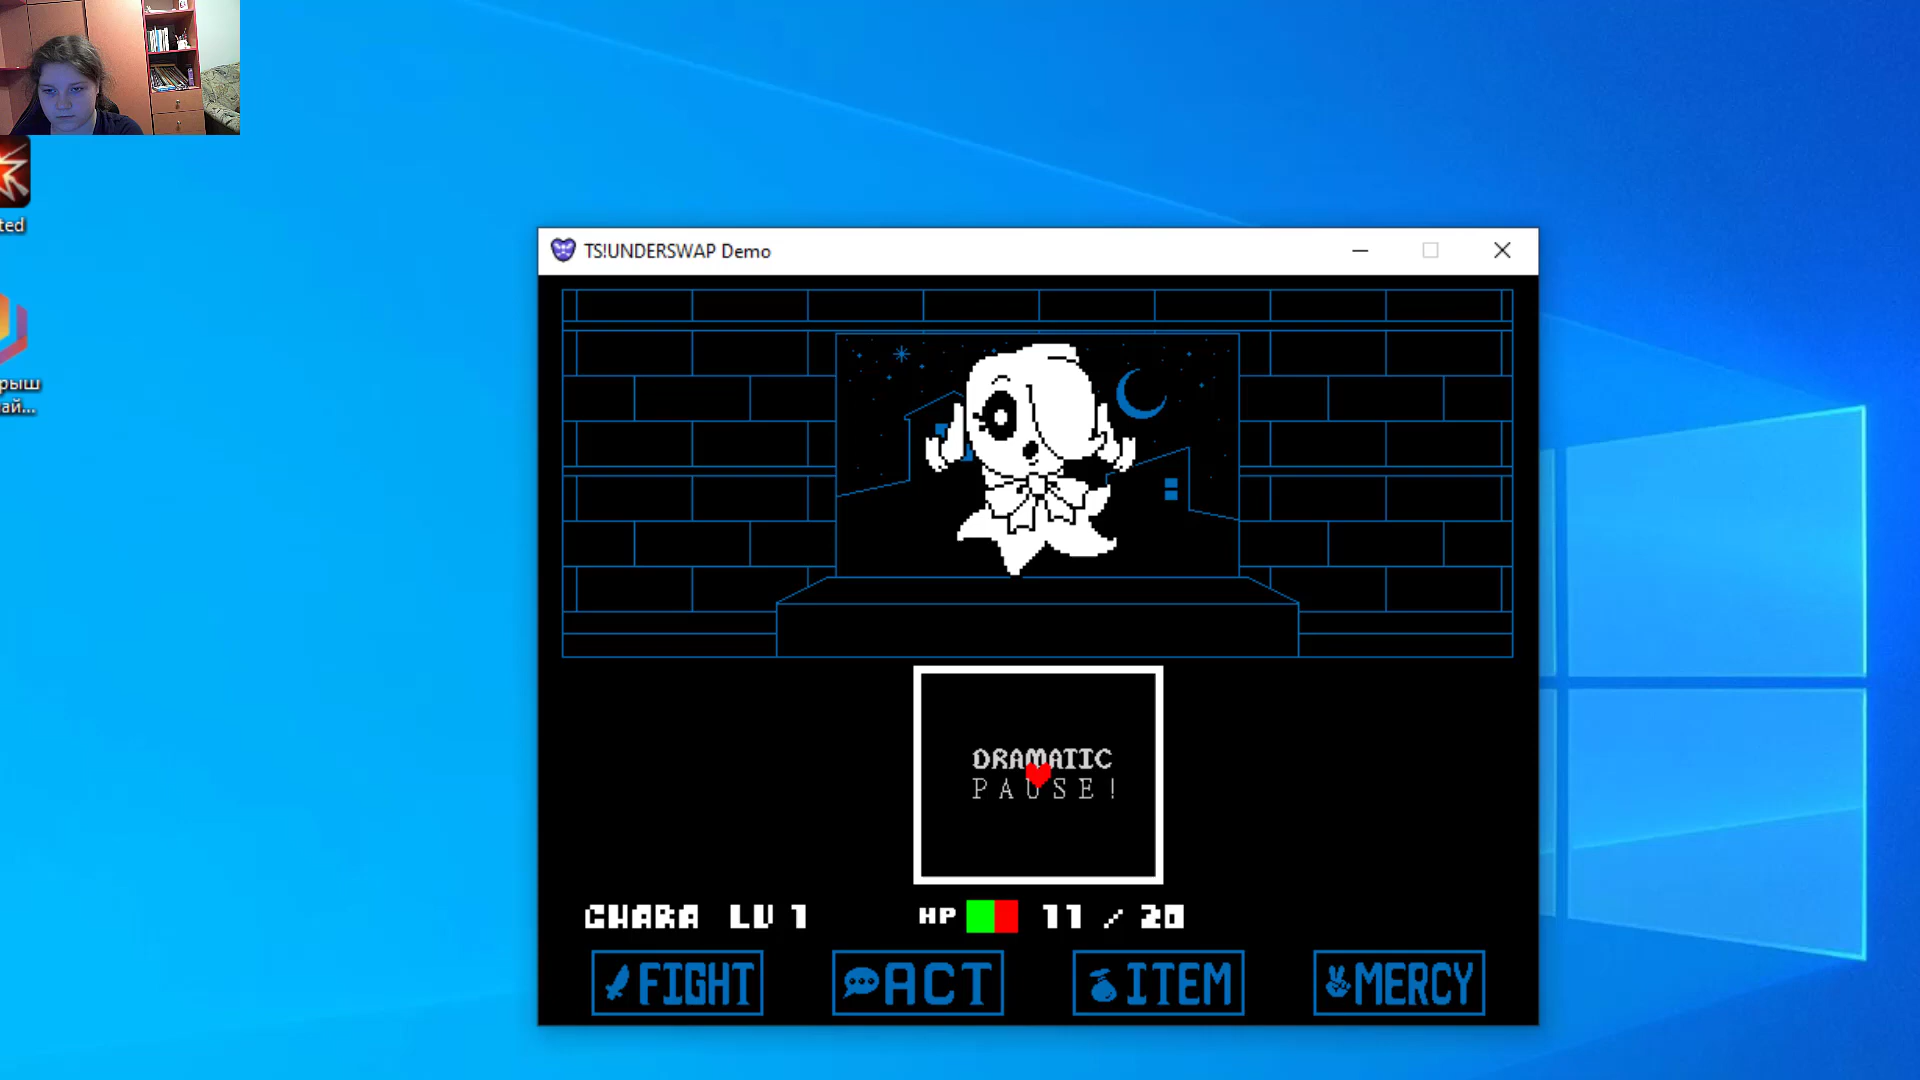 ted
рыш
ай...
TS!UNDERSWAP Demo
DRAMATIC
PAUSE!
CHARA LV 1 HP 11 / 20
FIGHT ACT ITEM MERCY